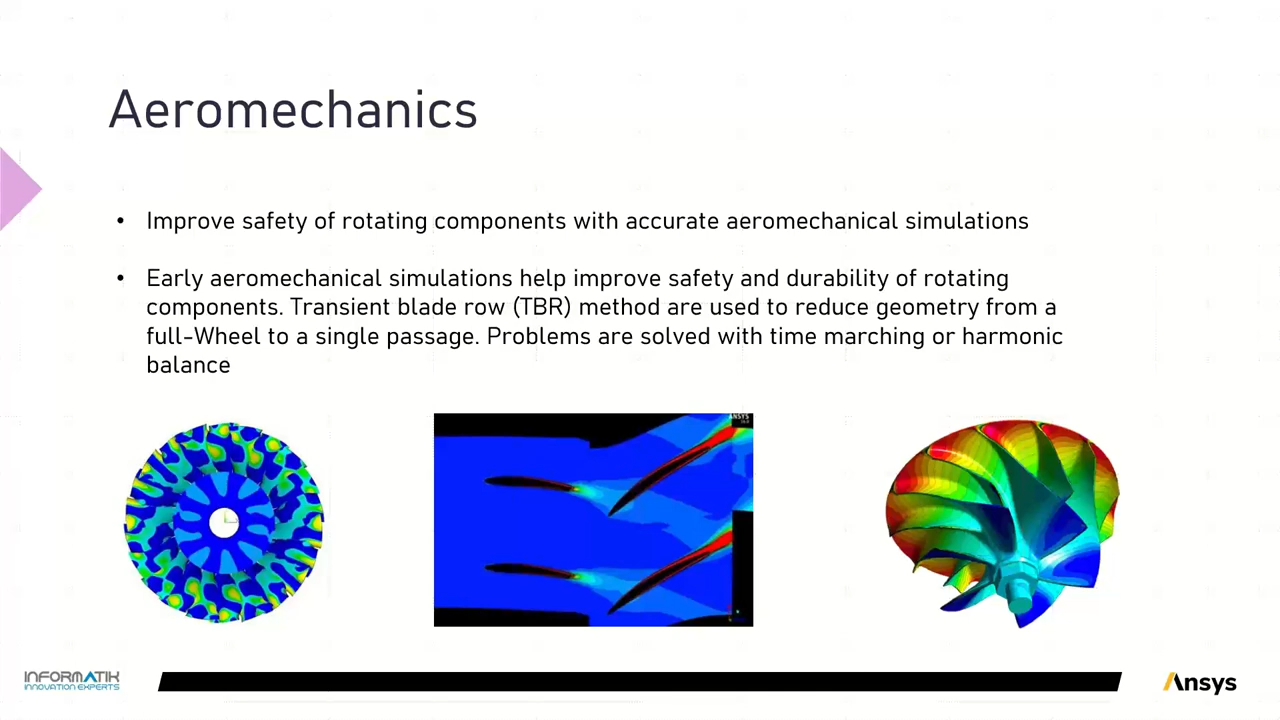 Aeromechanics
• Improve safety of rotating components with accurate aeromechanical simulations
• Early aeromechanical simulations help improve safety and durability of rotating
components. Transient blade row (TBR) method are used to reduce geometry from a
full-Wheel to a single passage. Problems are solved with time marching or harmonic
balance
ANSYS
INFORMATIK
INNOVATION EXPERTS
Ansys